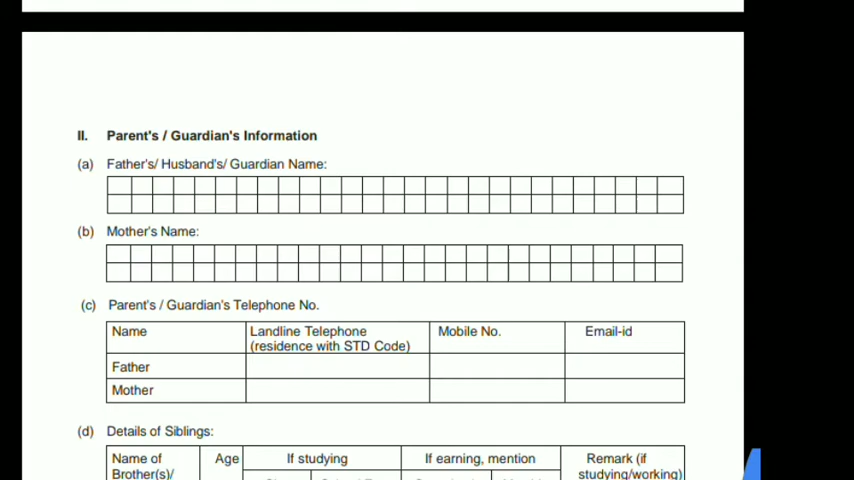 II. Parent's / Guardian's Information
(a) Father's/ Husband's/ Guardian Name:
(b) Mother's Name:
(c) Parent's / Guardian's Telephone No.
Name Landline Telephone (residence with STD Code) Mobile No. Email-id
Father
Mother
(d) Details of Siblings:
Name of Age If studying If earning, mention Remark (if
Brother(s)/ studying/working)